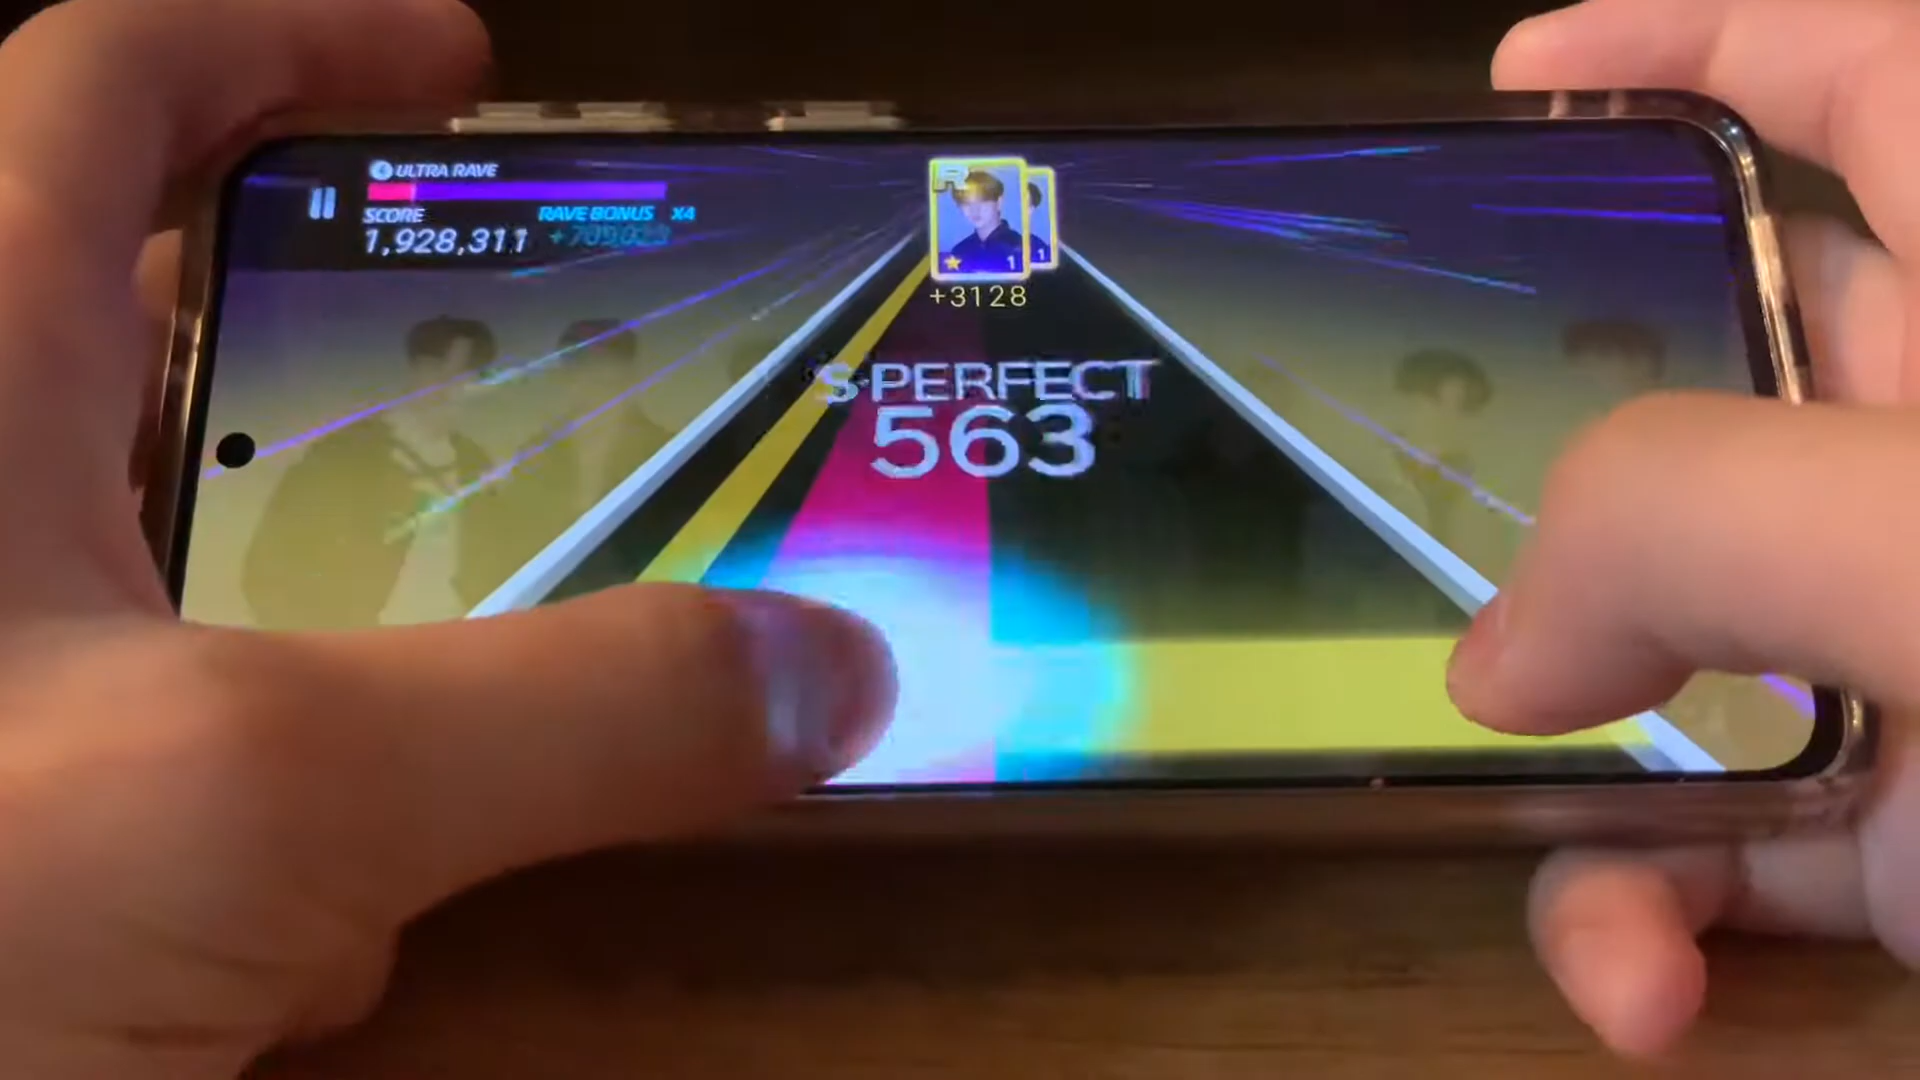 ULTRA RAVE
SCORE
RAVE BONUS X4
1,928,311
R
1
1
+3128
S-PERFECT
563